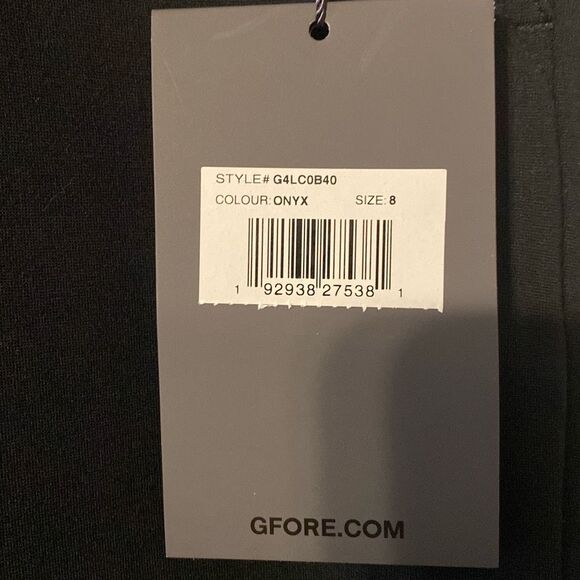 STYLE# G4LC0B40
COLOUR: ONYX SIZE: 8
1 92938 27538 1
GFORE.COM